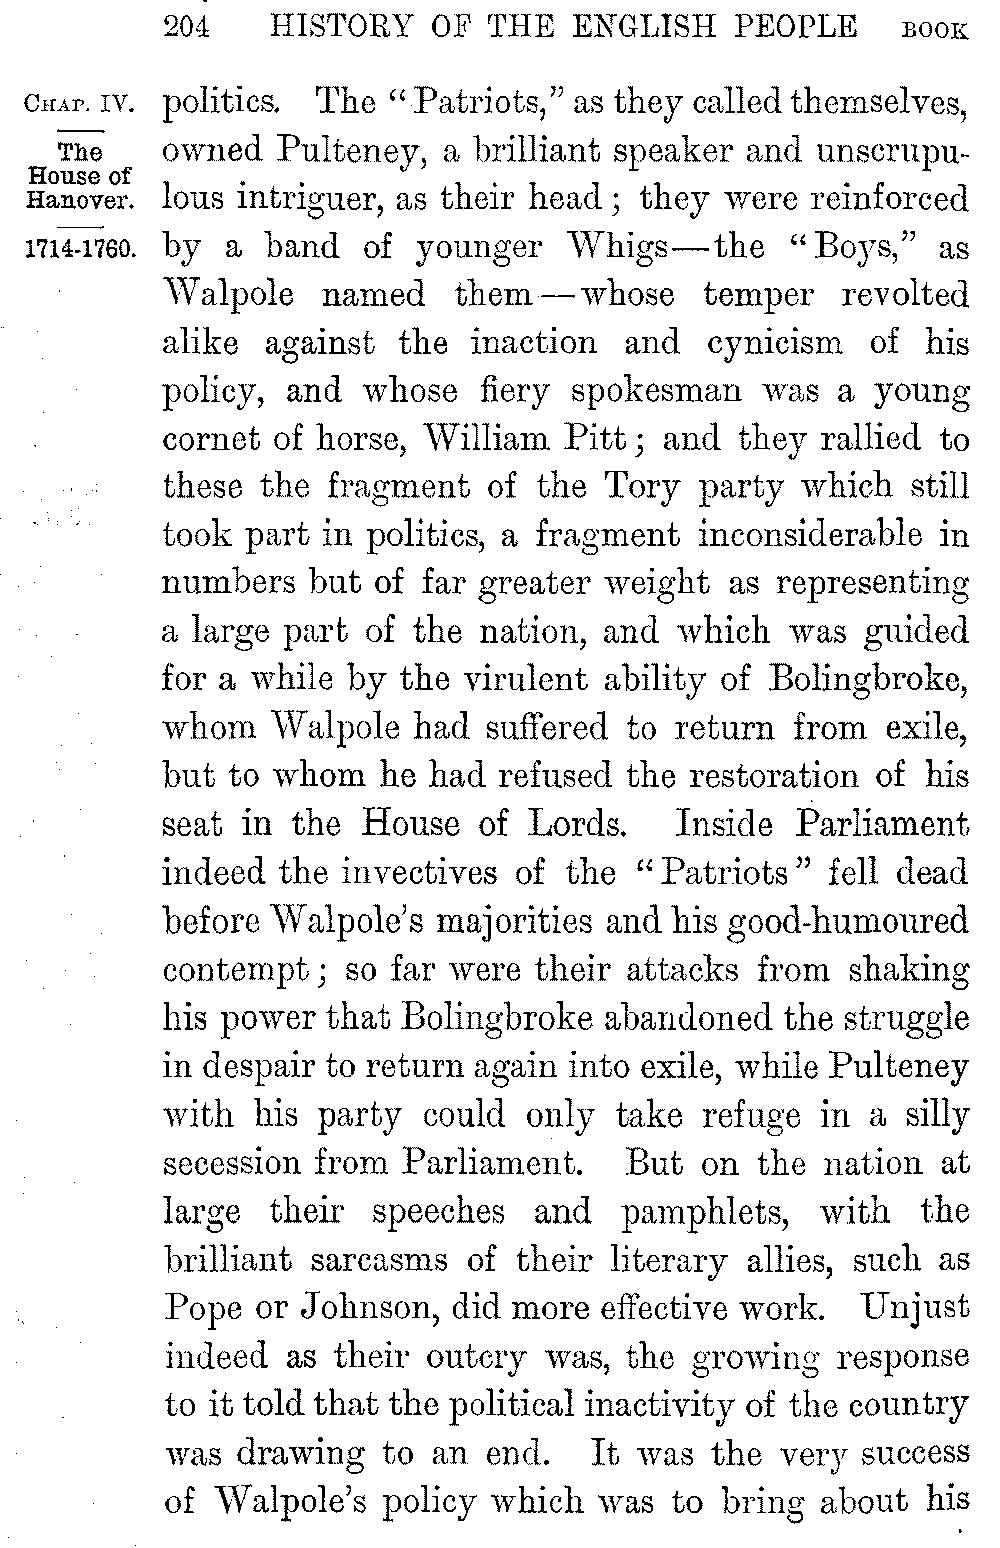 204 HISTORY OF THE ENGLISH PEOPLE BOOK
CHAP. IV.
The
House of
Hanover.
1714-1760.
politics. The “Patriots,” as they called themselves,
owned Pulteney, a brilliant speaker and unscrupu-
lous intriguer, as their head; they were reinforced
by a band of younger Whigs—the “Boys,” as
Walpole named them—whose temper revolted
alike against the inaction and cynicism of his
policy, and whose fiery spokesman was a young
cornet of horse, William Pitt; and they rallied to
these the fragment of the Tory party which still
took part in politics, a fragment inconsiderable in
numbers but of far greater weight as representing
a large part of the nation, and which was guided
for a while by the virulent ability of Bolingbroke,
whom Walpole had suffered to return from exile,
but to whom he had refused the restoration of his
seat in the House of Lords. Inside Parliament
indeed the invectives of the “Patriots” fell dead
before Walpole’s majorities and his good-humoured
contempt; so far were their attacks from shaking
his power that Bolingbroke abandoned the struggle
in despair to return again into exile, while Pulteney
with his party could only take refuge in a silly
secession from Parliament. But on the nation at
large their speeches and pamphlets, with the
brilliant sarcasms of their literary allies, such as
Pope or Johnson, did more effective work. Unjust
indeed as their outcry was, the growing response
to it told that the political inactivity of the country
was drawing to an end. It was the very success
of Walpole’s policy which was to bring about his